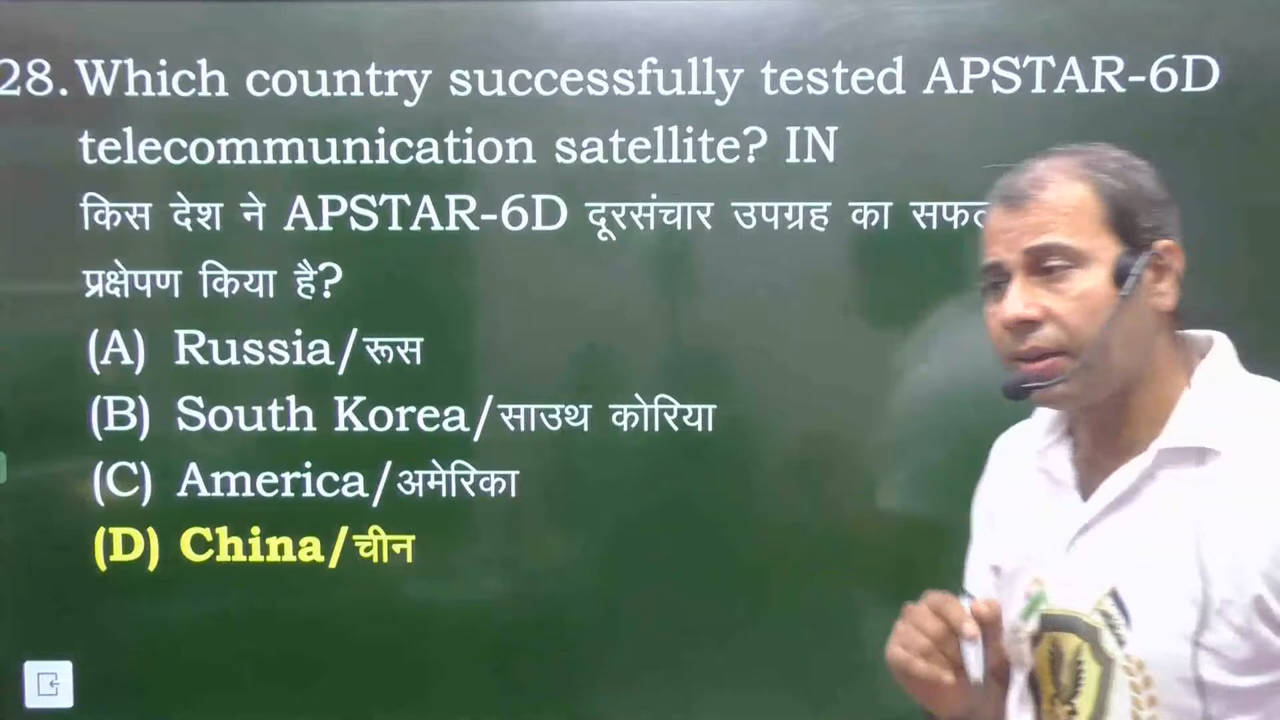 28. Which country successfully tested APSTAR-6D
telecommunication satellite? IN
किस देश ने APSTAR-6D दूरसंचार उपग्रह का
प्रक्षेपण किया है?
(A) Russia/रूस
(B) South Korea/साउथ कोरिया
(C) America/अमेरिका
(D) China/चीन